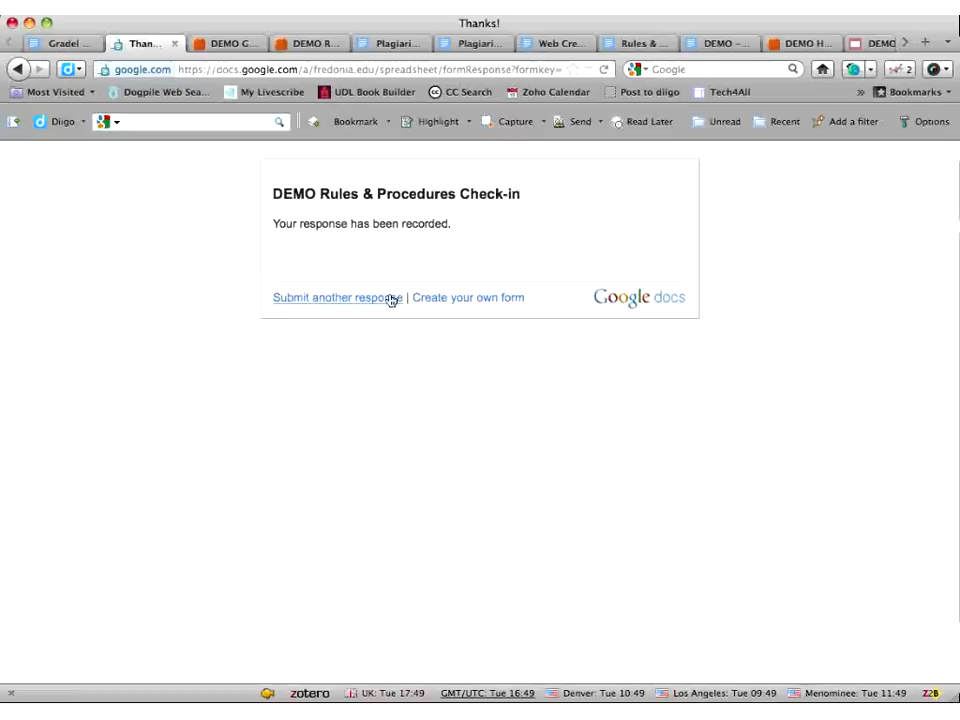 Thanks!
Gradel ...
Than...
DEMO G...
DEMO R...
Plagiari...
Plagiari...
Web Cre...
Rules & ...
DEMO – ...
DEMO H...
DEMO
google.com https://docs.google.com/a/fredonia.edu/spreadsheet/formResponse?formkey=
Google
2
Most Visited
Dogpile Web Sea...
My Livescribe
UDL Book Builder
CC Search
Zoho Calendar
Post to diigo
Tech4All
»
Bookmarks
Diigo
Bookmark
Highlight
Capture
Send
Read Later
Unread
Recent
Add a filter
Options
DEMO Rules & Procedures Check-in
Your response has been recorded.
Submit another response | Create your own form
Google docs
zotero
UK: Tue 17:49
GMT/UTC: Tue 16:49
Denver: Tue 10:49
Los Angeles: Tue 09:49
Menominee: Tue 11:49